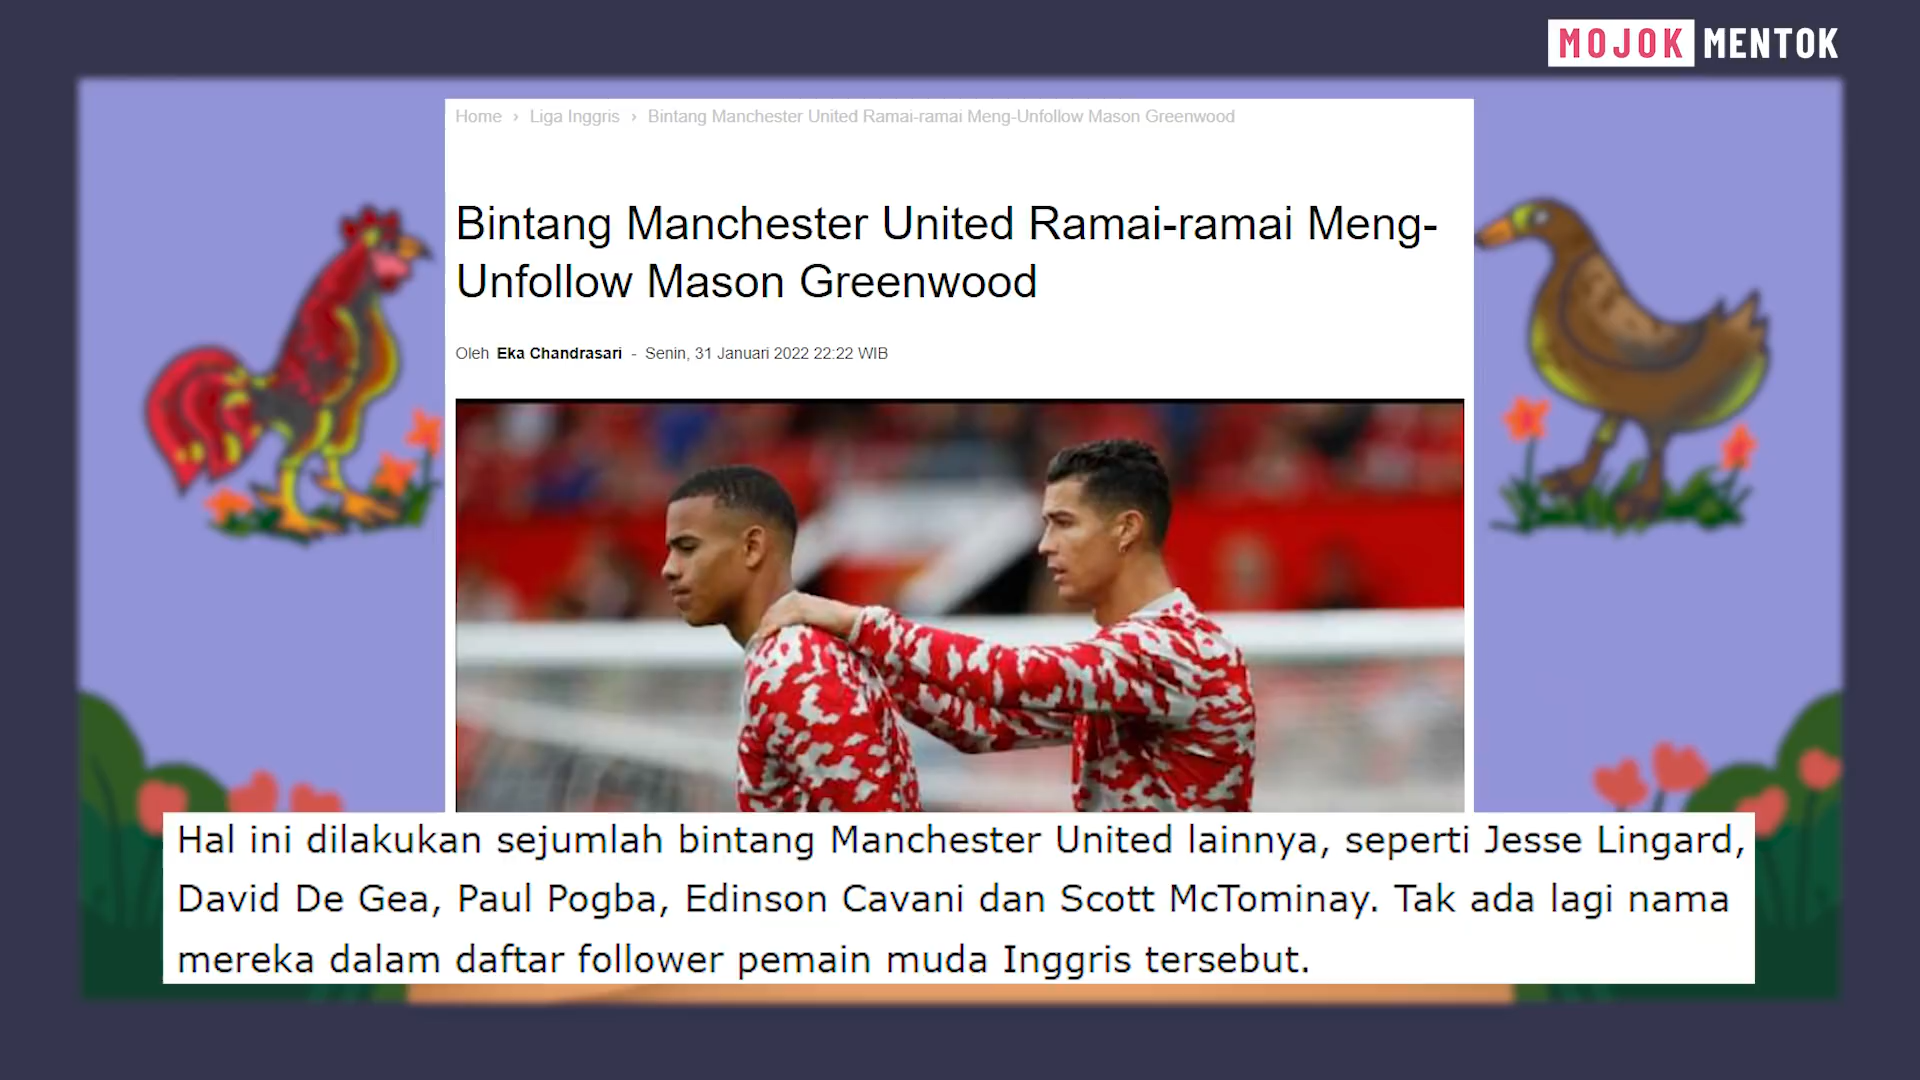 MOJOK MENTOK
Home › Liga Inggris › Bintang Manchester United Ramai-ramai Meng-Unfollow Mason Greenwood
Bintang Manchester United Ramai-ramai Meng-
Unfollow Mason Greenwood
Oleh Eka Chandrasari - Senin, 31 Januari 2022 22:22 WIB
Hal ini dilakukan sejumlah bintang Manchester United lainnya, seperti Jesse Lingard,
David De Gea, Paul Pogba, Edinson Cavani dan Scott McTominay. Tak ada lagi nama
mereka dalam daftar follower pemain muda Inggris tersebut.